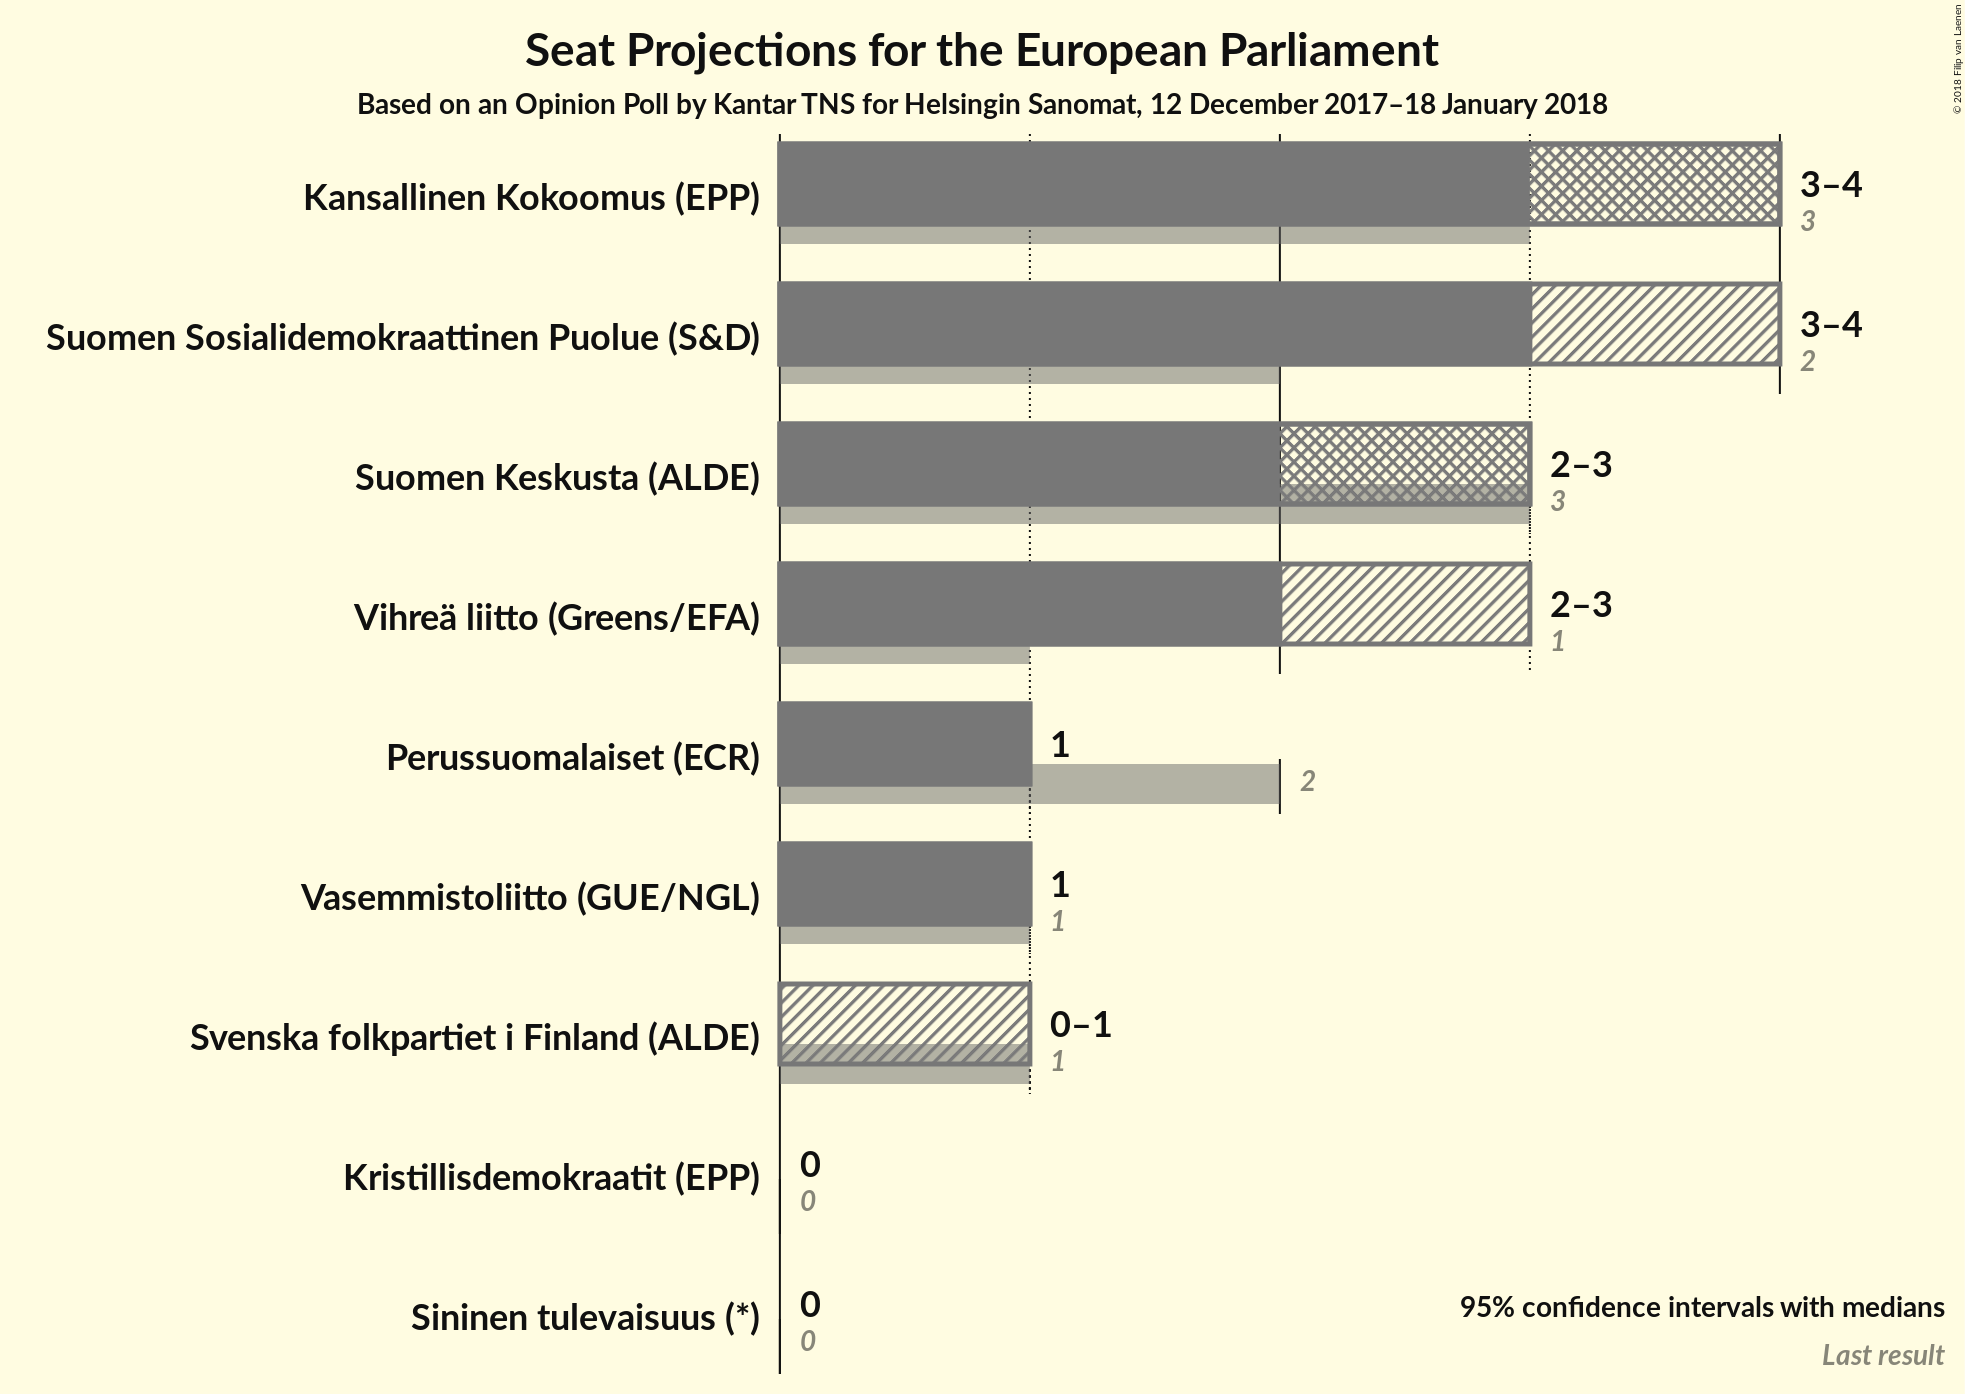 Seat Projections for the European Parliament
Based on an Opinion Poll by Kantar TNS for Helsingin Sanomat, 12 December 2017–18 January 2018
© 2018 Filip van Laenen
Kansallinen Kokoomus (EPP)
3–4
3
Suomen Sosialidemokraattinen Puolue (S&D)
3–4
2
Suomen Keskusta (ALDE)
2–3
3
Vihreä liitto (Greens/EFA)
2–3
1
Perussuomalaiset (ECR)
1
2
Vasemmistoliitto (GUE/NGL)
1
1
Svenska folkpartiet i Finland (ALDE)
0–1
1
Kristillisdemokraatit (EPP)
0
0
Sininen tulevaisuus (*)
0
0
95% confidence intervals with medians
Last result